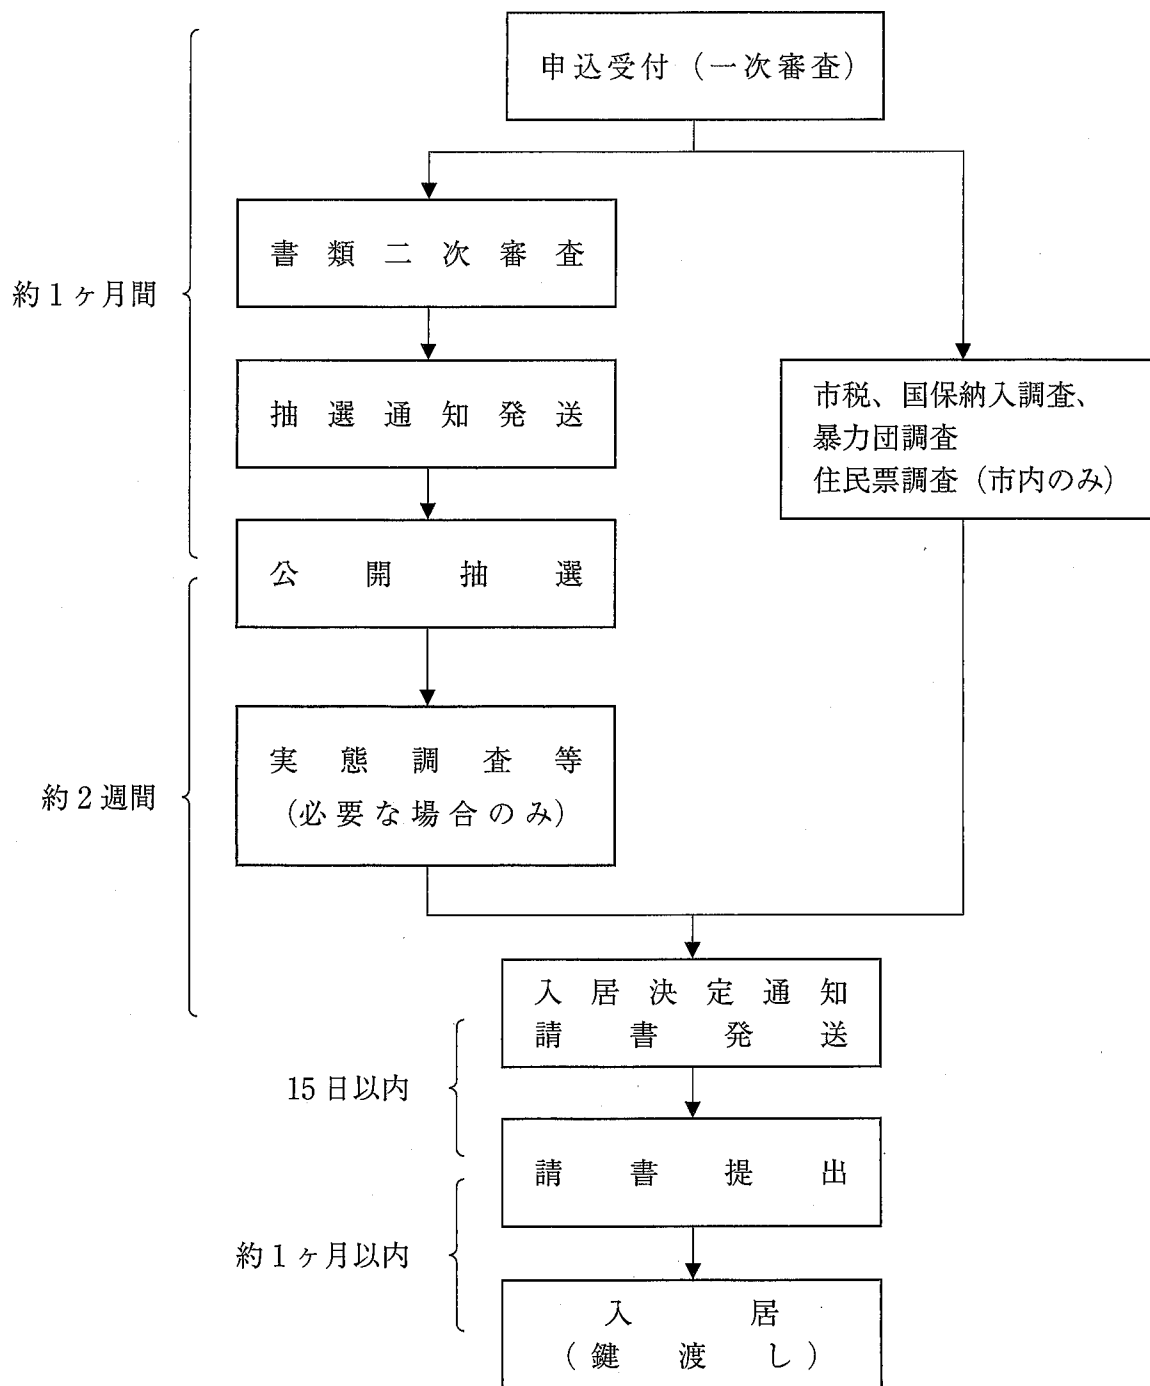 申込受付（一次審査）
書類二次審査
約1ヶ月間
抽選通知発送
市税、国保納入調査、
暴力団調査
住民票調査（市内のみ）
公開抽選
実態調査等
（必要な場合のみ）
約2週間
入居決定通知
請書発送
15日以内
請書提出
約1ヶ月以内
入居
（鍵渡し）